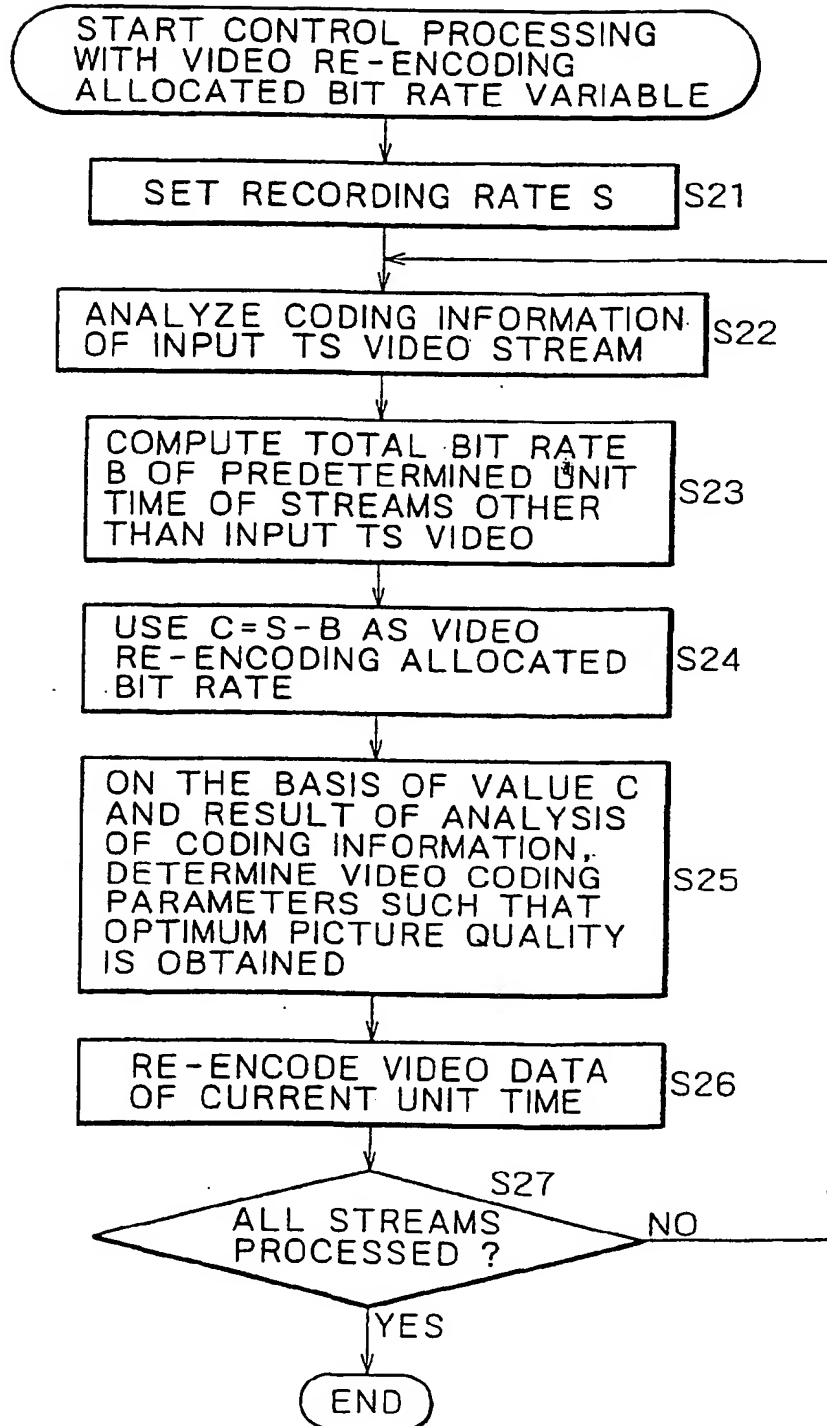 START CONTROL PROCESSING
WITH VIDEO RE-ENCODING
ALLOCATED BIT RATE VARIABLE
SET RECORDING RATE S
S21
ANALYZE CODING INFORMATION
OF INPUT TS VIDEO STREAM
S22
COMPUTE TOTAL BIT RATE
B OF PREDETERMINED UNIT
TIME OF STREAMS OTHER
THAN INPUT TS VIDEO
S23
USE C=S-B AS VIDEO
RE-ENCODING ALLOCATED
BIT RATE
S24
ON THE BASIS OF VALUE C
AND RESULT OF ANALYSIS
OF CODING INFORMATION,
DETERMINE VIDEO CODING
PARAMETERS SUCH THAT
OPTIMUM PICTURE QUALITY
IS OBTAINED
S25
RE-ENCODE VIDEO DATA
OF CURRENT UNIT TIME
S26
S27
ALL STREAMS
PROCESSED ?
NO
YES
END